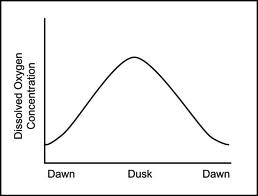 Dissolved Oxygen
Concentration
Dawn Dusk Dawn